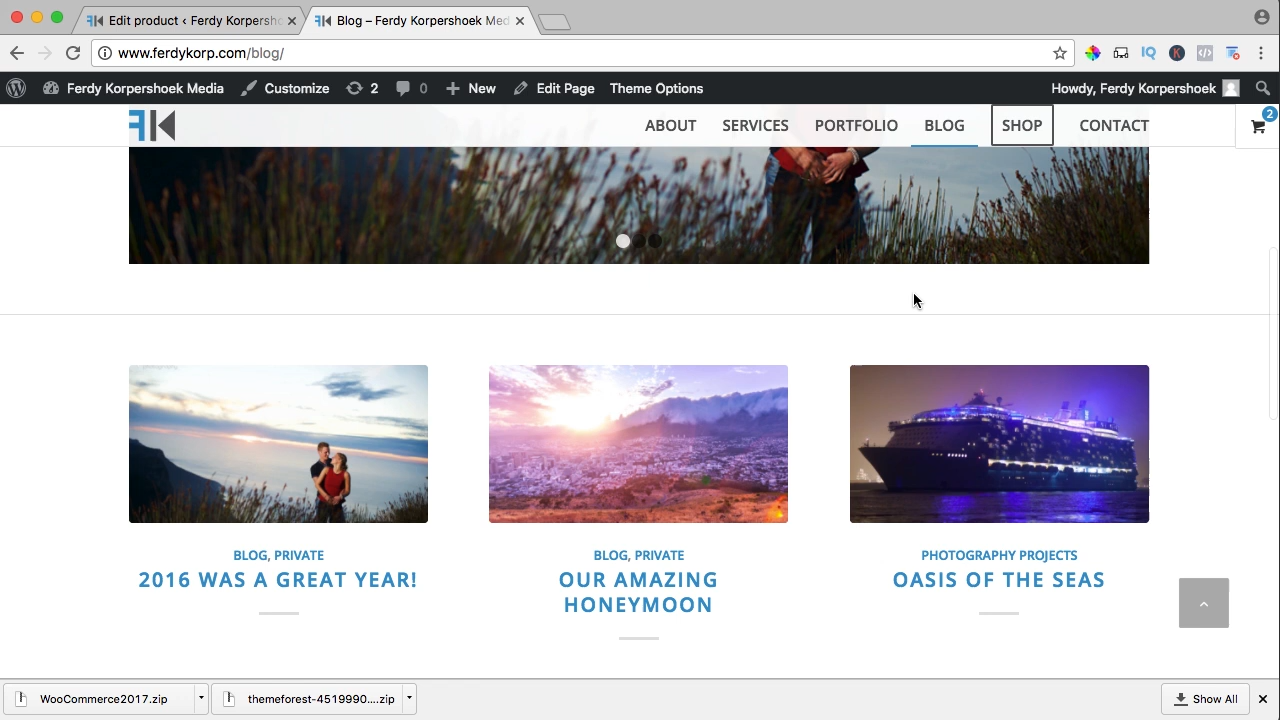 Edit product ‹ Ferdy Korpersho
Blog – Ferdy Korpershoek Med
www.ferdykorp.com/blog/
Ferdy Korpershoek Media
Customize
2
0
New
Edit Page
Theme Options
Howdy, Ferdy Korpershoek
FK
ABOUT
SERVICES
PORTFOLIO
BLOG
SHOP
CONTACT
2
BLOG, PRIVATE
2016 WAS A GREAT YEAR!
BLOG, PRIVATE
OUR AMAZING
HONEYMOON
PHOTOGRAPHY PROJECTS
OASIS OF THE SEAS
WooCommerce2017.zip
themeforest-4519990....zip
Show All